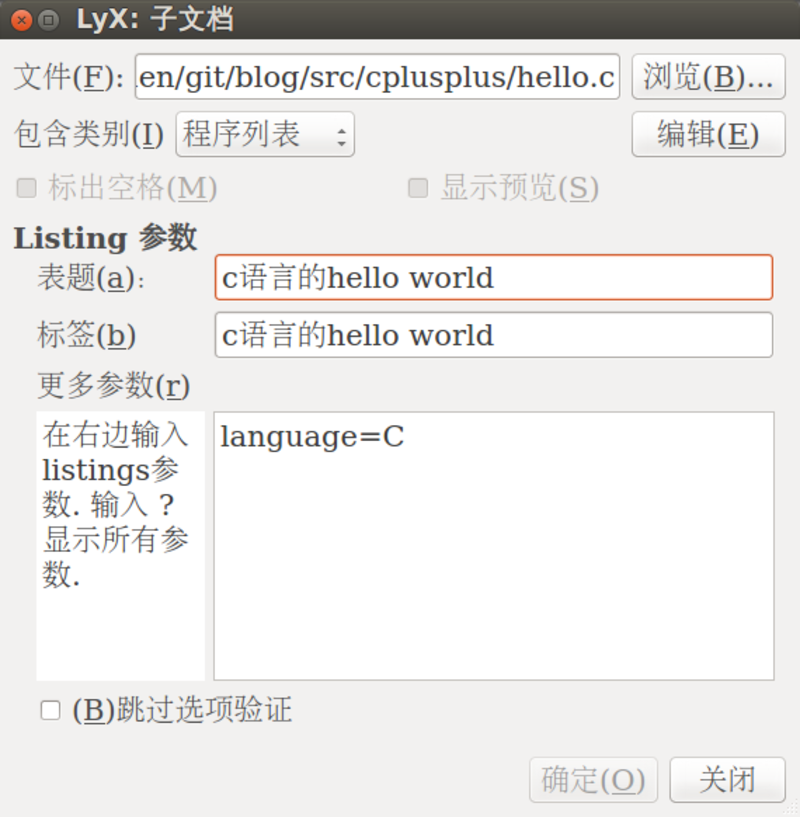 LyX: 子文档
文件(F): .en/git/blog/src/cplusplus/hello.c 浏览(B)...
包含类别(I) 程序列表 编辑(E)
标出空格(M) 显示预览(S)
Listing 参数
表题(a): c语言的hello world
标签(b) c语言的hello world
更多参数(r)
在右边输入 language=C
listings参
数. 输入 ?
显示所有参
数.
(B)跳过选项验证
确定(O) 关闭